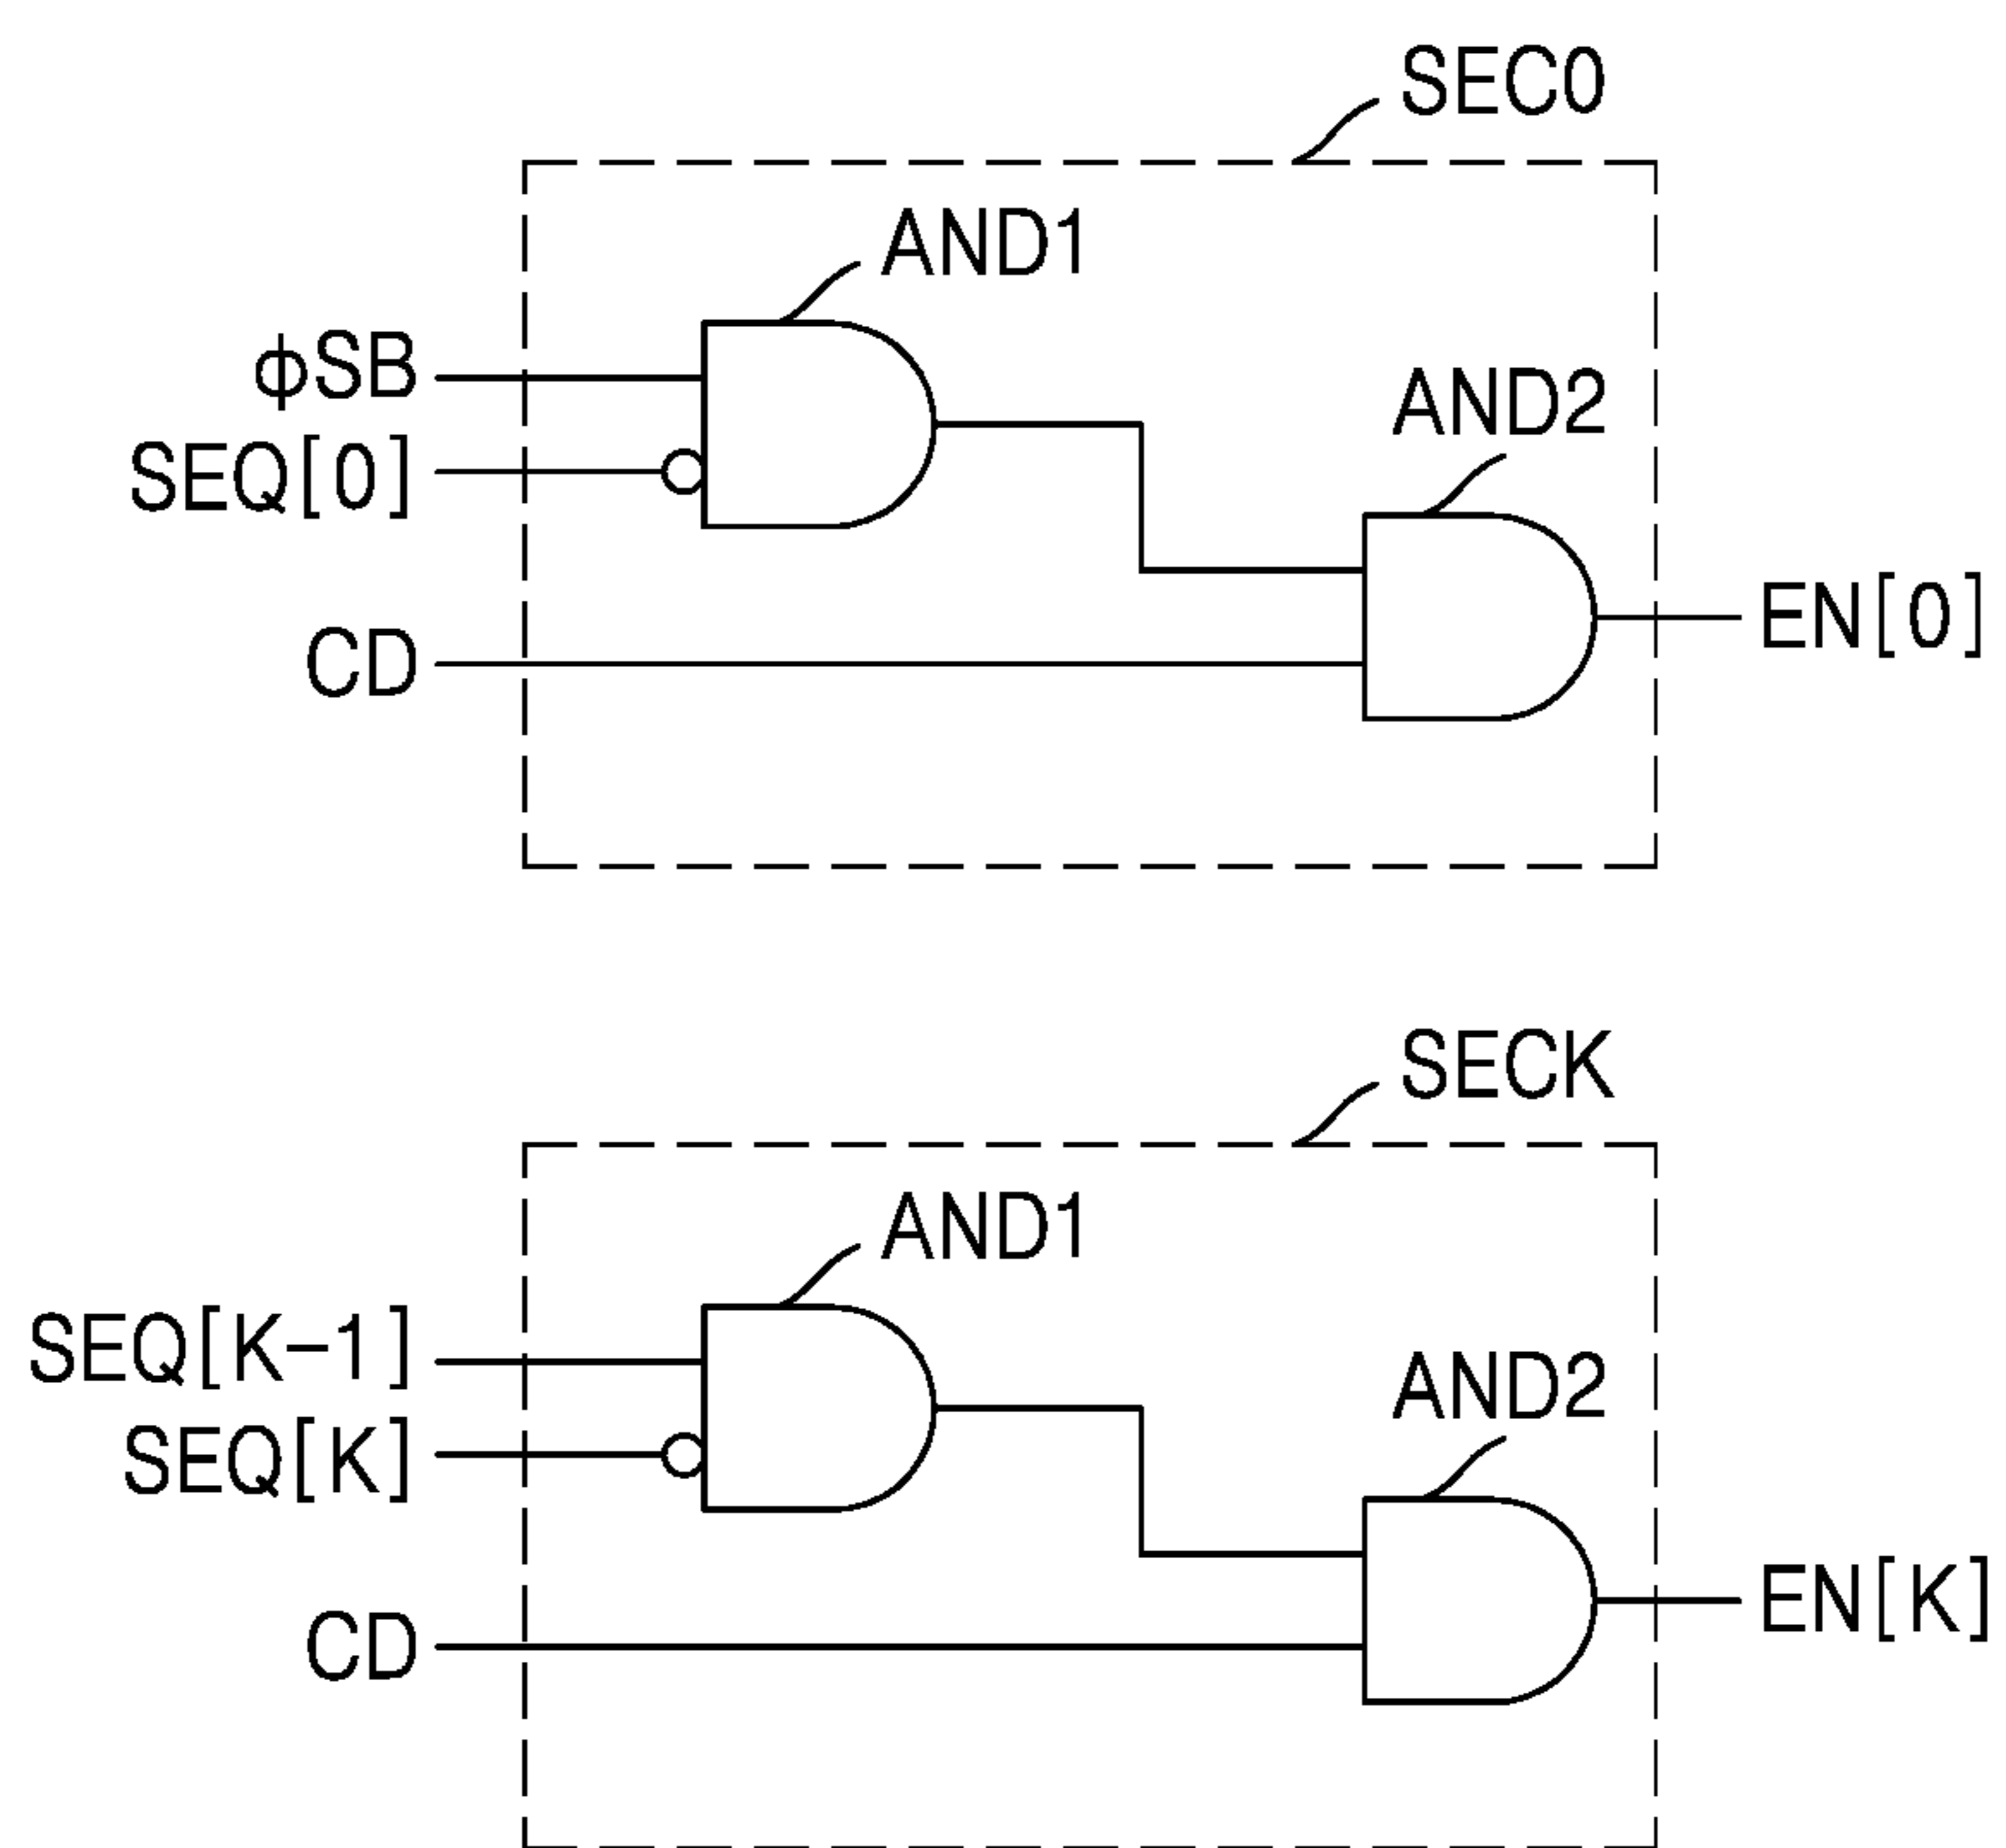 SEC0
AND1
ϕSB
AND2
SEQ[0]
EN[0]
CD
SECK
AND1
SEQ[K-1]
AND2
SEQ[K]
EN[K]
CD